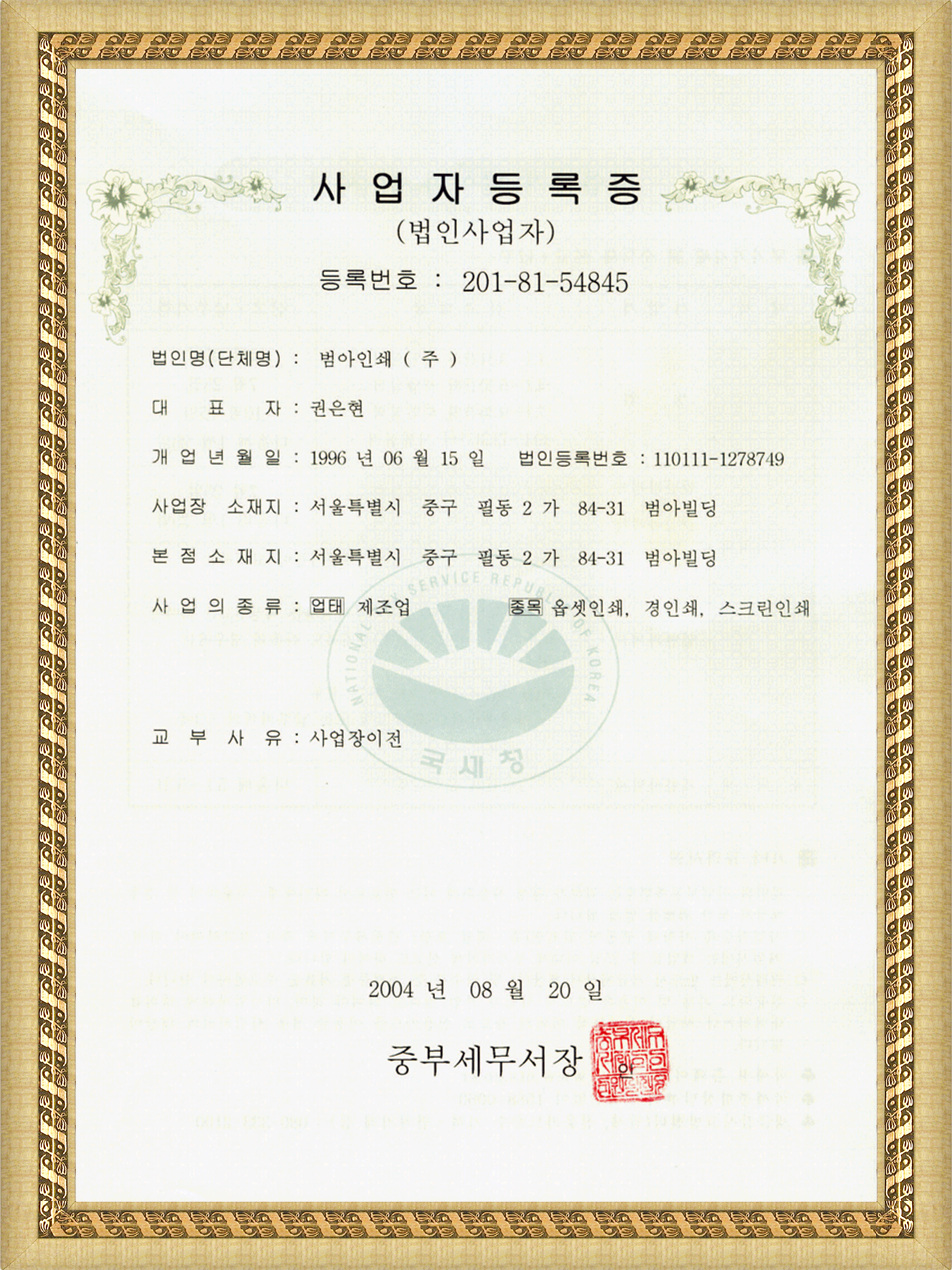 사 업 자 등 록 증
(법인사업자)
등록번호 : 201-81-54845
법인명(단체명) : 범아인쇄 ( 주 )
대 표 자 : 권은현
개 업 년 월 일 : 1996 년 06 월 15 일 법인등록번호 : 110111-1278749
사업장 소재지 : 서울특별시 중구 필동 2 가 84-31 범아빌딩
본 점 소 재 지 : 서울특별시 중구 필동 2 가 84-31 범아빌딩
사 업 의 종 류 : 업태 제조업 종목 옵셋인쇄, 경인쇄, 스크린인쇄
NATIONAL TAX SERVICE REPUBLIC OF KOREA
국세청
교 부 사 유 : 사업장이전
2004 년 08 월 20 일
중부세무서장
인